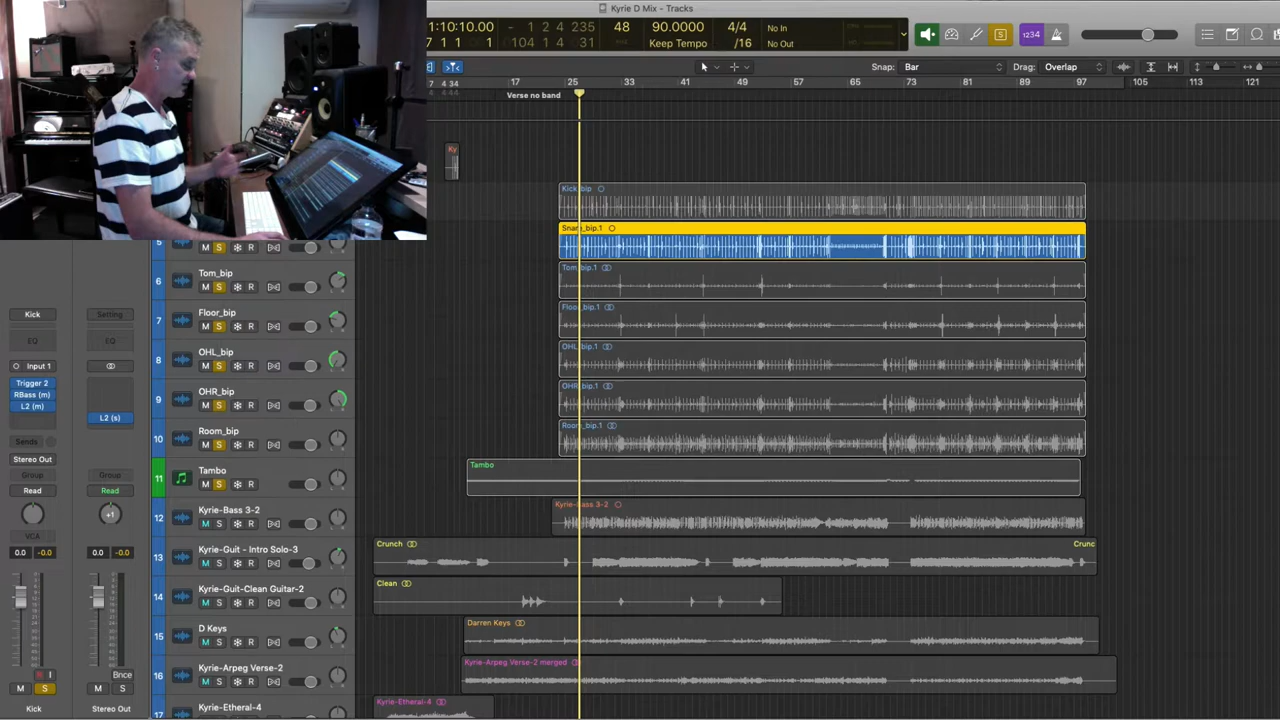 Kyrie D Mix - Tracks
1:10:10.00 - 1 2 4 235 48 90.0000 4/4 No In
7 1 1 104 1 4 31 Keep Tempo /16 No Out
1234
Snap: Bar Drag: Overlap
17 25 33 41 49 57 65 73 81 89 97 105 113 121
Verse no band
Ky
Kick_bip
Snare_bip.1
5 M S R
Tom_bip
6 M S R
Tom_bip.1
Floor_bip
7 M S R
Floor_bip.1
OHL_bip
8 M S R
OHL_bip.1
OHR_bip
9 M S R
OHR_bip.1
Room_bip
10 M S R
Room_bip.1
Tambo
11 M S R
Tambo
Kyrie-Bass 3-2
12 M S R
Kyrie-Bass 3-2
Kyrie-Guit - Intro Solo-3
13 M S R
Crunch
Crunc
Kyrie-Guit-Clean Guitar-2
14 M S R
Clean
D Keys
15 M S R
Darren Keys
Kyrie-Arpeg Verse-2
16 M S R
Kyrie-Arpeg Verse-2 merged
Kyrie-Etheral-4
17
Kyrie-Etheral-4
Kick Setting
EQ EQ
Input 1
Trigger 2
RBass (m)
L2 (m) L2 (s)
Sends
Stereo Out
Group Group
Read Read
+1
VCA
0.0 -0.0 0.0 -0.0
R I Bnce
M S M S
Kick Stereo Out